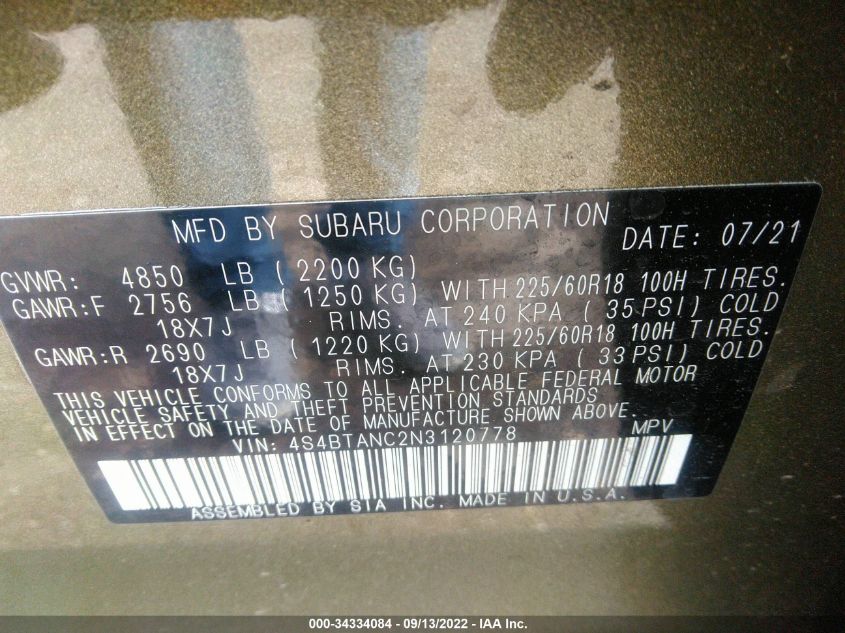 MFD BY SUBARU CORPORATION DATE: 07/21
GVWR: 4850 LB ( 2200 KG)
GAWR:F 2756 LB ( 1250 KG) WITH 225/60R18 100H TIRES.
18X7J RIMS. AT 240 KPA ( 35 PSI) COLD
GAWR:R 2690 LB ( 1220 KG) WITH 225/60R18 100H TIRES.
18X7J RIMS. AT 230 KPA ( 33 PSI) COLD
THIS VEHICLE CONFORMS TO ALL APPLICABLE FEDERAL MOTOR
VEHICLE SAFETY AND THEFT PREVENTION STANDARDS
IN EFFECT ON THE DATE OF MANUFACTURE SHOWN ABOVE.
VIN: 4S4BTANC2N3120778 MPV
ASSEMBLED BY SIA INC. MADE IN U.S.A.
000-34334084 - 09/13/2022 - IAA Inc.